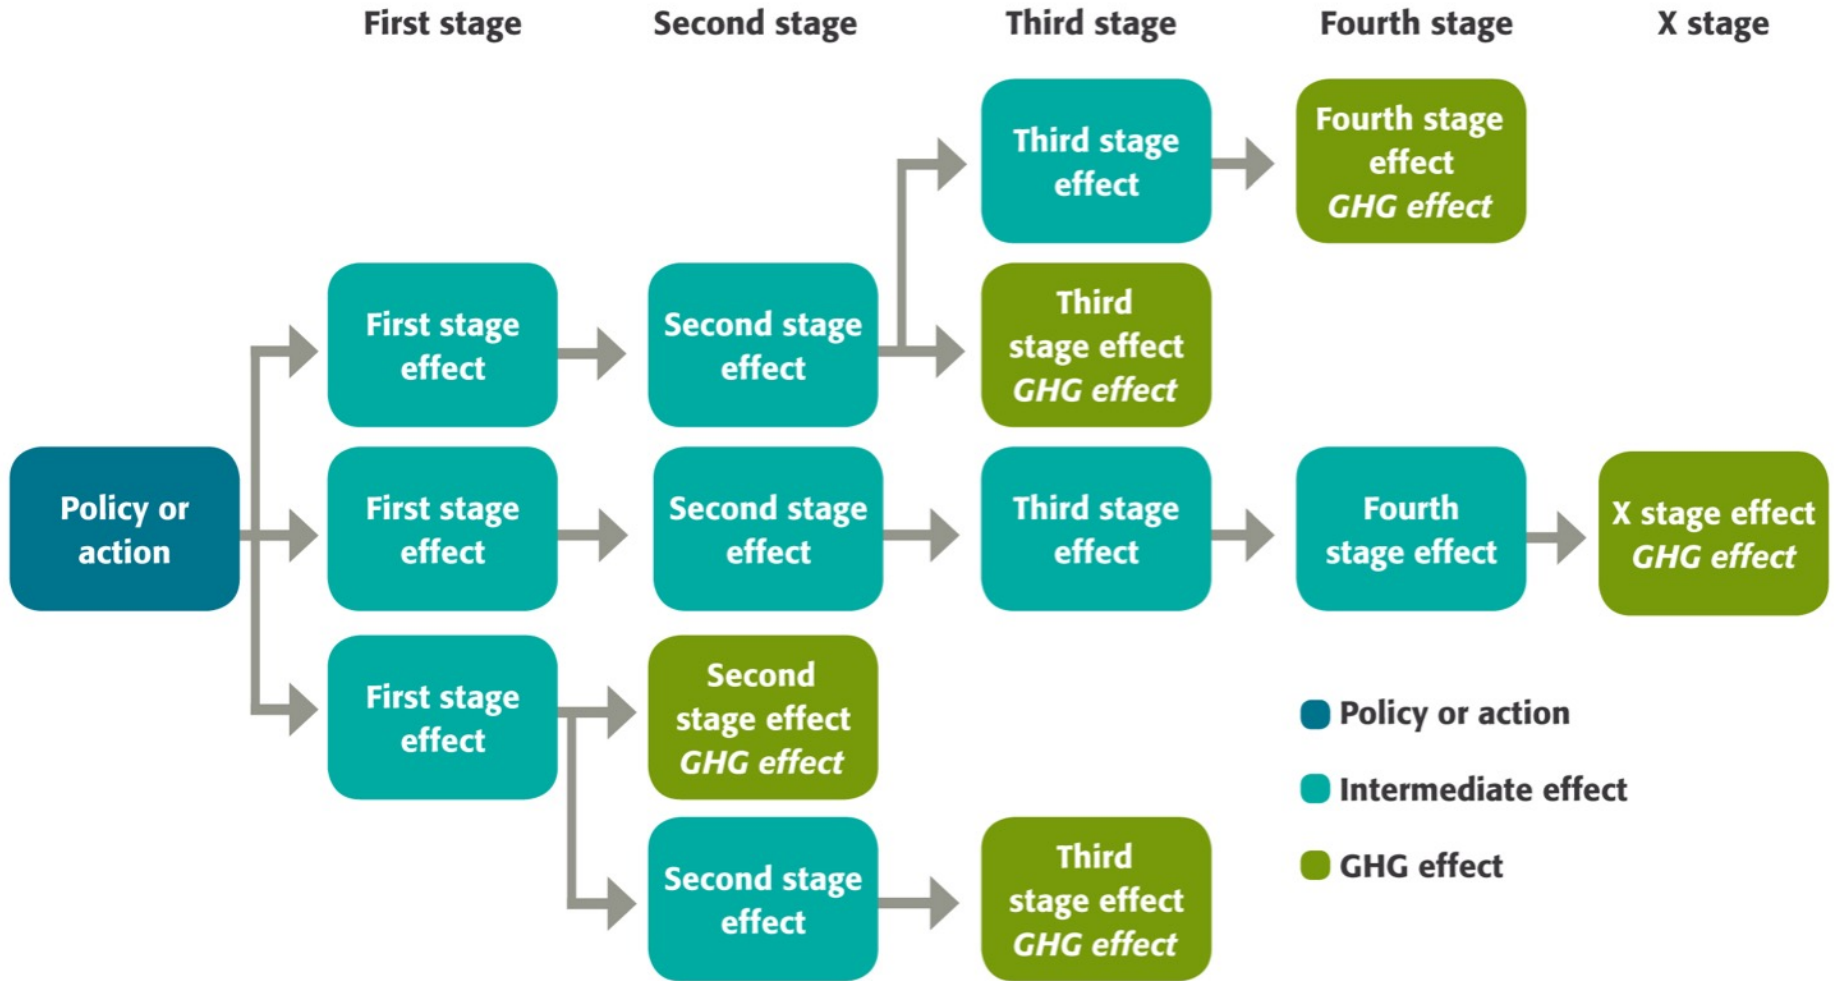 First stage
Second stage
Third stage
Fourth stage
X stage
Third stage
effect
Fourth stage
effect
GHG effect
First stage
effect
Second stage
effect
Third
stage effect
GHG effect
Policy or
action
First stage
effect
Second stage
effect
Third stage
effect
Fourth
stage effect
X stage effect
GHG effect
First stage
effect
Second
stage effect
GHG effect
Second stage
effect
Third
stage effect
GHG effect
Policy or action
Intermediate effect
GHG effect